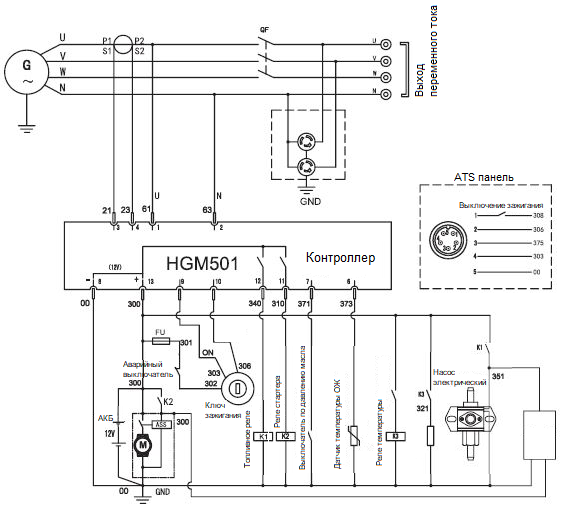 QF
U
P1
P2
U
S1
S2
V
V
G
W
W
N
N
Выход
переменного тока
GND
ATS панель
U
N
Выключение зажигания
1
308
2
306
3
375
4
303
5
00
21
23
61
63
3
4
1
2
HGM501
Контроллер
(12V)
-
+
8
13
9
10
12
11
7
6
00
300
340
310
371
373
FU
301
ON
306
303
302
Аварийный
выключатель
300
Ключ
зажигания
K2
АКБ
12V
300
ASS
M
00
GND
Топливное реле
K1
Реле стартера
K2
Выключатель по давлению масла
Датчик температуры ОЖ
Реле температуры
K3
K3
321
Насос
электрический
K1
351